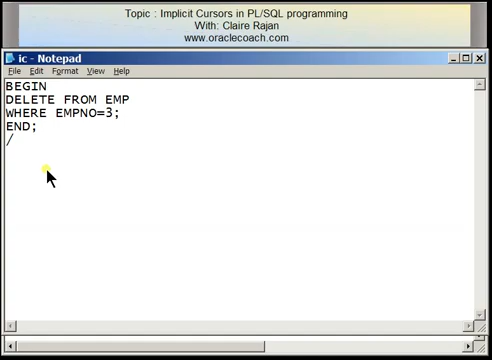 Topic : Implicit Cursors in PL/SQL programming
With: Claire Rajan
www.oraclecoach.com
ic - Notepad
File Edit Format View Help
BEGIN
DELETE FROM EMP
WHERE EMPNO=3;
END;
/